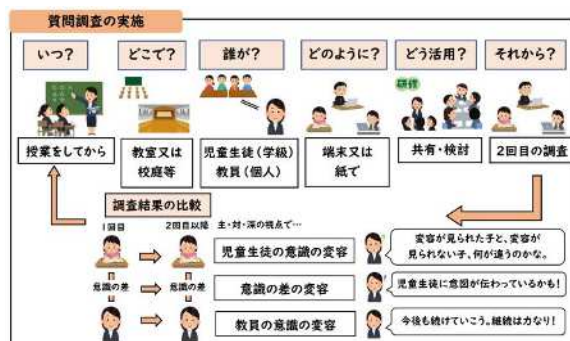 質問調査の実施
いつ？
どこで？
誰が？
どのように？
どう活用？
それから？
研修
授業をしてから
教室又は
校庭等
児童生徒（学級）
教員（個人）
端末又は
紙で
共有・検討
2回目の調査
調査結果の比較
1回目
2回目以降
主・対・深の視点で…
児童生徒の意識の変容
変容が見られた子と、変容が
見られない子、何が違うのかな。
意識の差
意識の差
意識の差の変容
児童生徒に意図が伝わっているかも！
教員の意識の変容
今後も続けていこう。継続は力なり！